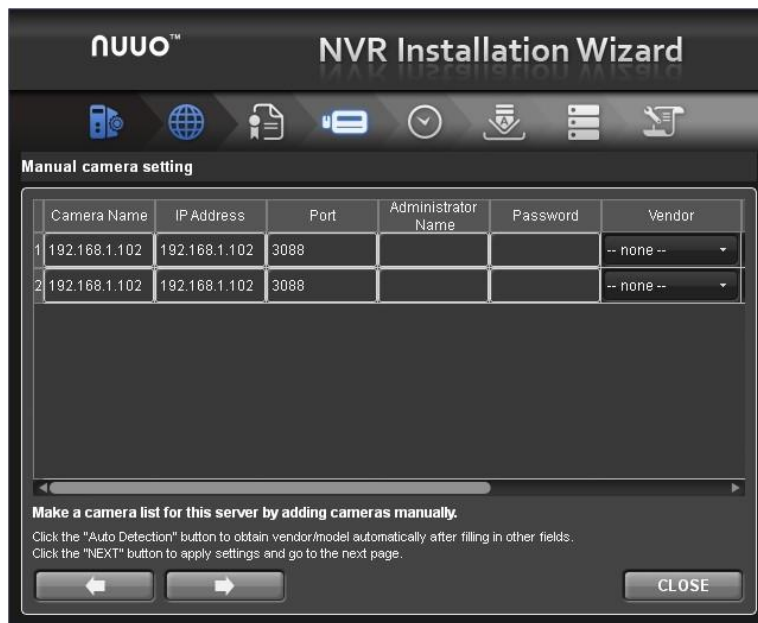 nuuo™
NVR Installation Wizard
Manual camera setting
Camera Name IP Address Port Administrator Name Password Vendor
1 192.168.1.102 192.168.1.102 3088 -- none --
2 192.168.1.102 192.168.1.102 3088 -- none --
Make a camera list for this server by adding cameras manually.
Click the "Auto Detection" button to obtain vendor/model automatically after filling in other fields.
Click the "NEXT" button to apply settings and go to the next page.
CLOSE